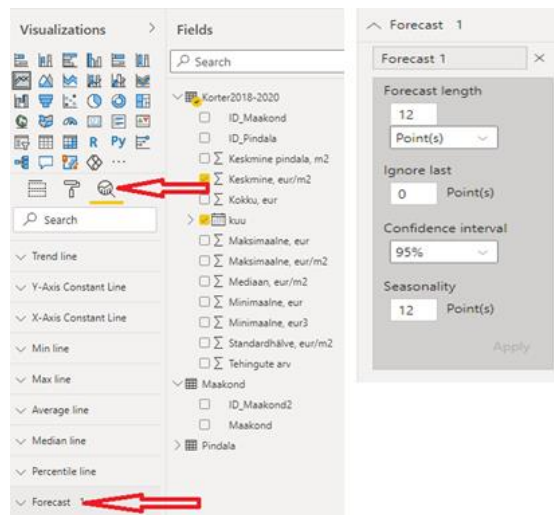 Visualizations
R Py
Search
Trend line
Y-Axis Constant Line
X-Axis Constant Line
Min line
Max line
Average line
Median line
Percentile line
Forecast 1
Fields
Search
Korter2018-2020
ID_Maakond
ID_Pindala
Keskmine pindala, m2
Keskmine, eur/m2
Kokku, eur
kuu
Maksimaalne, eur
Maksimaalne, eur/m2
Mediaan, eur/m2
Minimaalne, eur
Minimaalne, eur3
Standardhälve, eur/m2
Tehingute arv
Maakond
ID_Maakond2
Maakond
Pindala
Forecast 1
Forecast 1
Forecast length
12
Point(s)
Ignore last
0 Point(s)
Confidence interval
95%
Seasonality
12 Point(s)
Apply